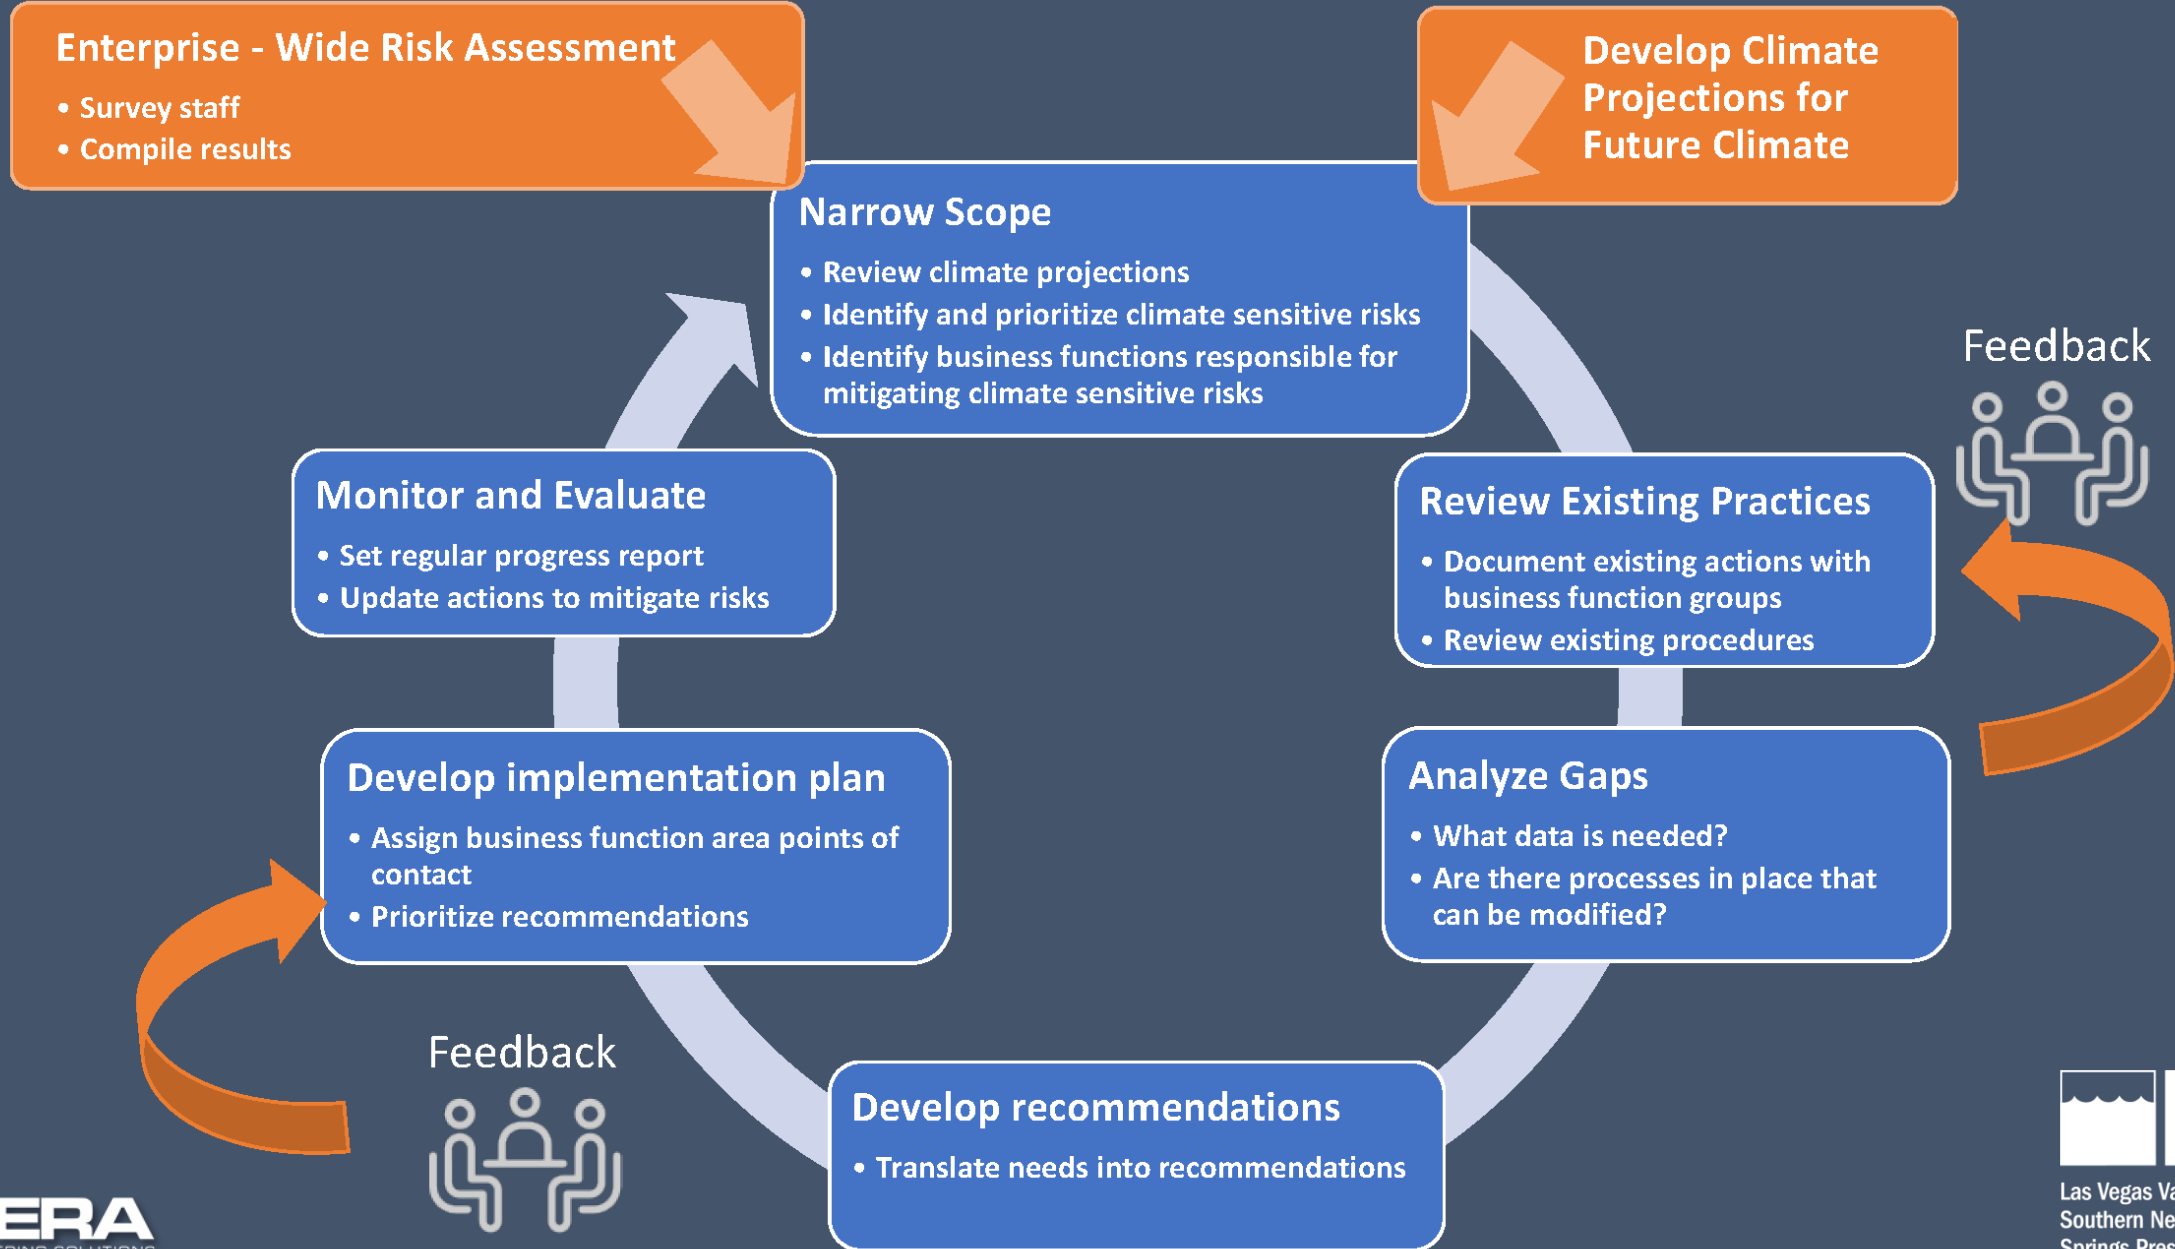 Enterprise - Wide Risk Assessment
• Survey staff
• Compile results
Develop Climate
Projections for
Future Climate
Narrow Scope
• Review climate projections
• Identify and prioritize climate sensitive risks
• Identify business functions responsible for
mitigating climate sensitive risks
Feedback
Review Existing Practices
• Document existing actions with
business function groups
• Review existing procedures
Analyze Gaps
• What data is needed?
• Are there processes in place that
can be modified?
Develop recommendations
• Translate needs into recommendations
Develop implementation plan
• Assign business function area points of
contact
• Prioritize recommendations
Feedback
Monitor and Evaluate
• Set regular progress report
• Update actions to mitigate risks
ERA
SOLUTIONS
Las Vegas Va
Southern Ne
Springs Pres